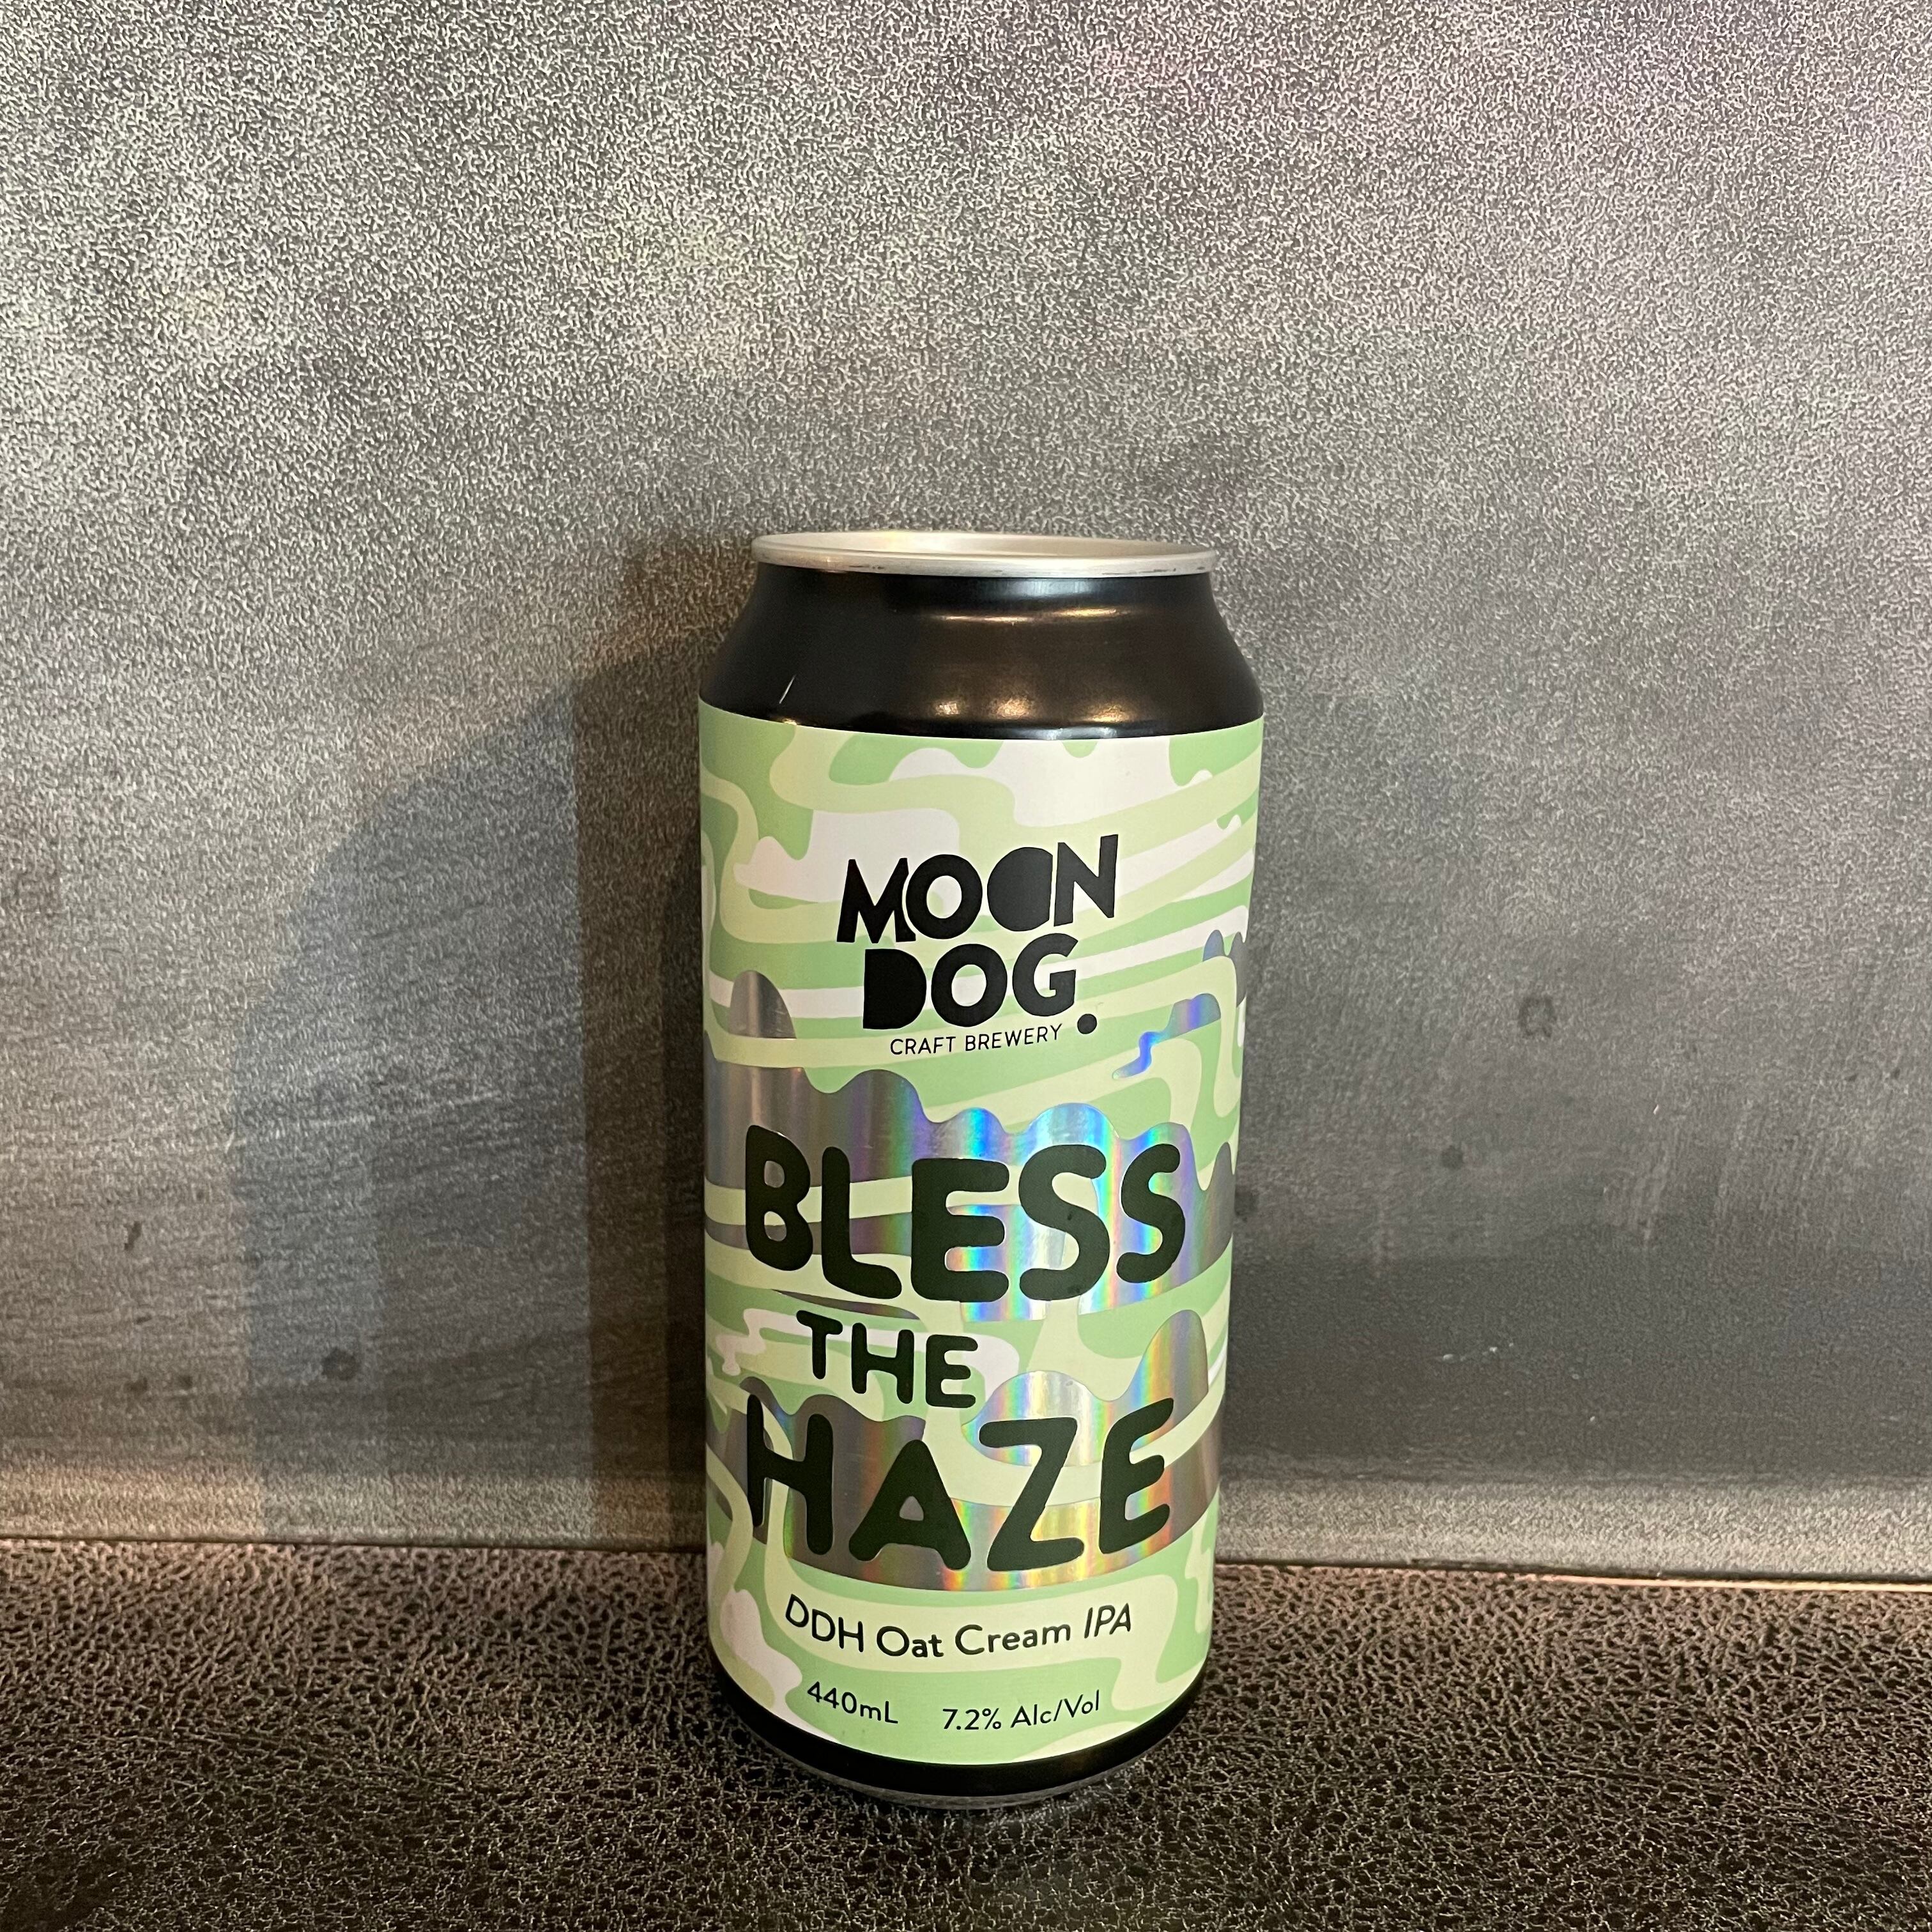 MOON
DOG.
CRAFT BREWERY
BLESS
THE
HAZE
DDH Oat Cream IPA
440mL 7.2% Alc/Vol